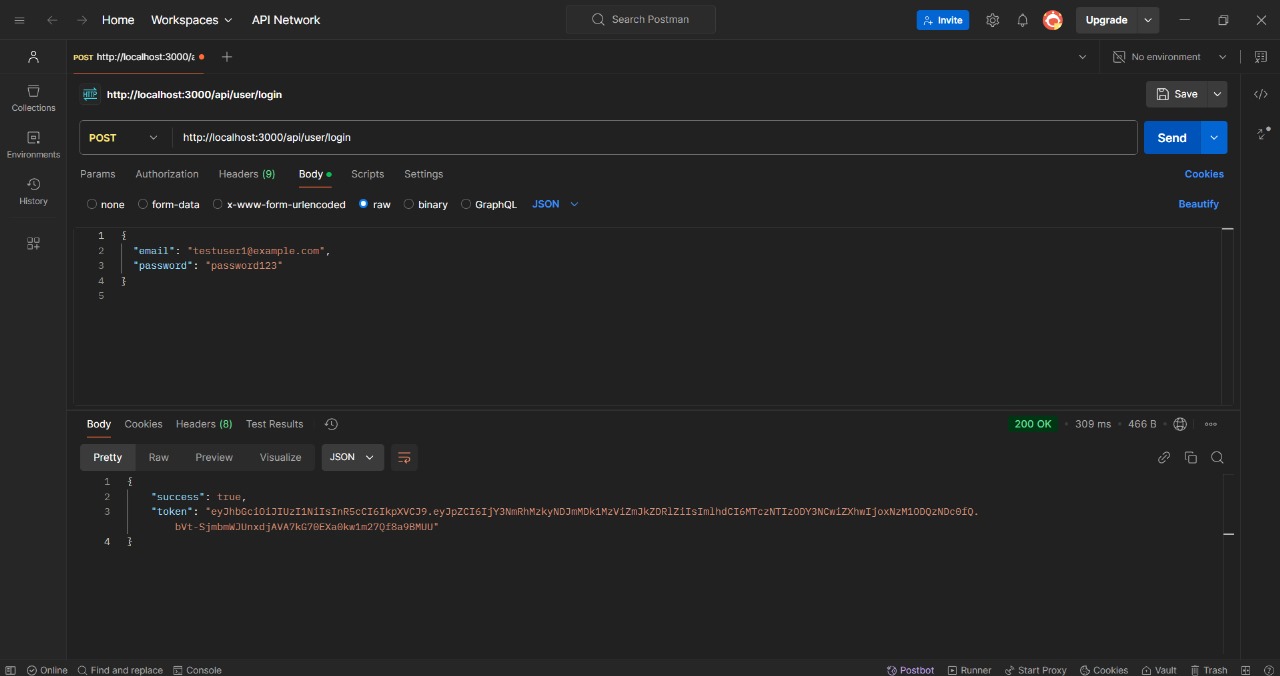 Home Workspaces API Network Search Postman Invite Upgrade
POST http://localhost:3000/a No environment
HTTP http://localhost:3000/api/user/login Save
Collections
POST http://localhost:3000/api/user/login Send
Environments
Params Authorization Headers (9) Body Scripts Settings Cookies
History
none form-data x-www-form-urlencoded raw binary GraphQL JSON Beautify
1 {
2 "email": "testuser1@example.com",
3 "password": "password123"
4 }
5
Body Cookies Headers (8) Test Results 200 OK 309 ms 466 B
Pretty Raw Preview Visualize JSON
1 {
2 "success": true,
3 "token": "eyJhbGciOiJIUzI1NiIsInR5cCI6IkpXVCJ9.eyJpZCI6IjY3NmRhMzkyNDJmMDk1MzViZmJkZDRlZiIsImlhdCI6MTczNTIzODY3NCwiZXhwIjoxNzM1ODQzNDc0fQ.
bVt-SjmbmWJUnxdjAVA7kG70EXa0kw1m27Qf8a9BMUU"
4 }
Online Find and replace Console Postbot Runner Start Proxy Cookies Vault Trash